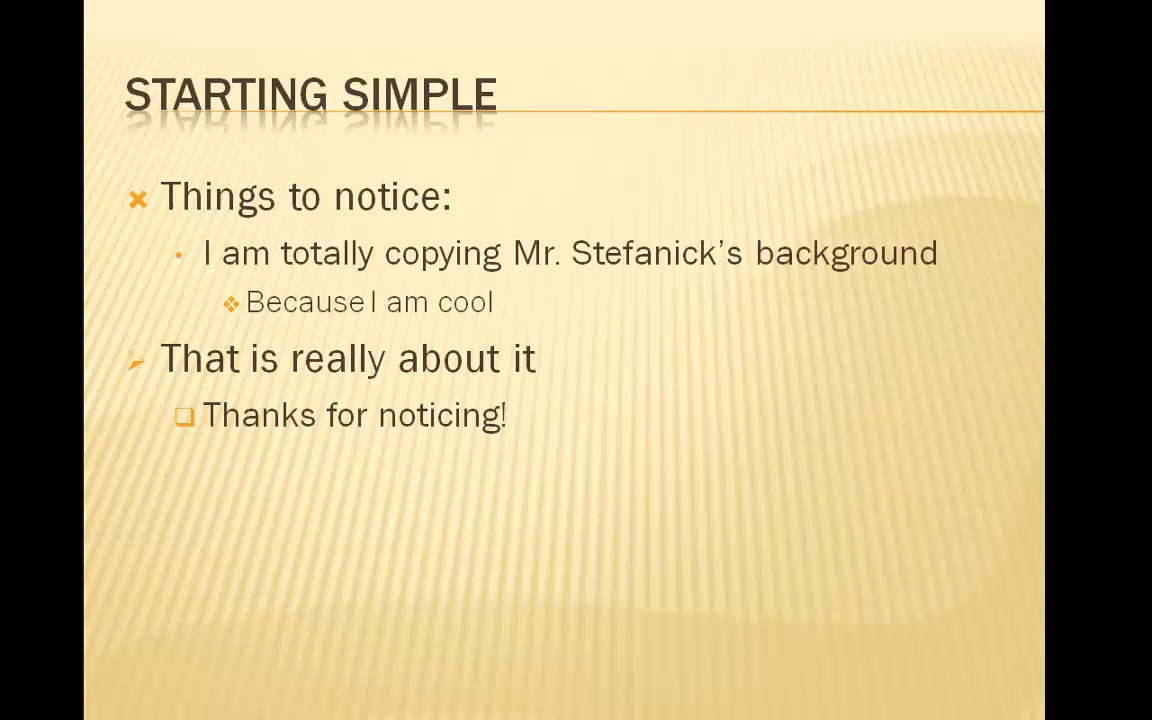 STARTING SIMPLE
Things to notice:
I am totally copying Mr. Stefanick’s background
Because I am cool
That is really about it
Thanks for noticing!